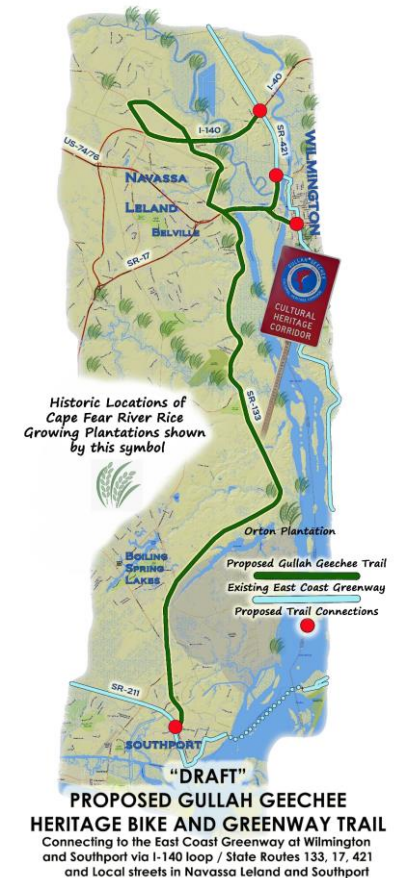 I-40
I-140
SR-421
WILMINGTON
US-74/76
NAVASSA
LELAND
BELVILLE
SR-17
GULLAH GEECHEE
CULTURAL
HERITAGE
CORRIDOR
SR-133
Historic Locations of
Cape Fear River Rice
Growing Plantations shown
by this symbol
Orton Plantation
Proposed Gullah Geechee Trail
Existing East Coast Greenway
Proposed Trail Connections
BOILING
SPRING
LAKES
SR-211
SOUTHPORT
"DRAFT"
PROPOSED GULLAH GEECHEE
HERITAGE BIKE AND GREENWAY TRAIL
Connecting to the East Coast Greenway at Wilmington
and Southport via I-140 loop / State Routes 133, 17, 421
and Local streets in Navassa Leland and Southport